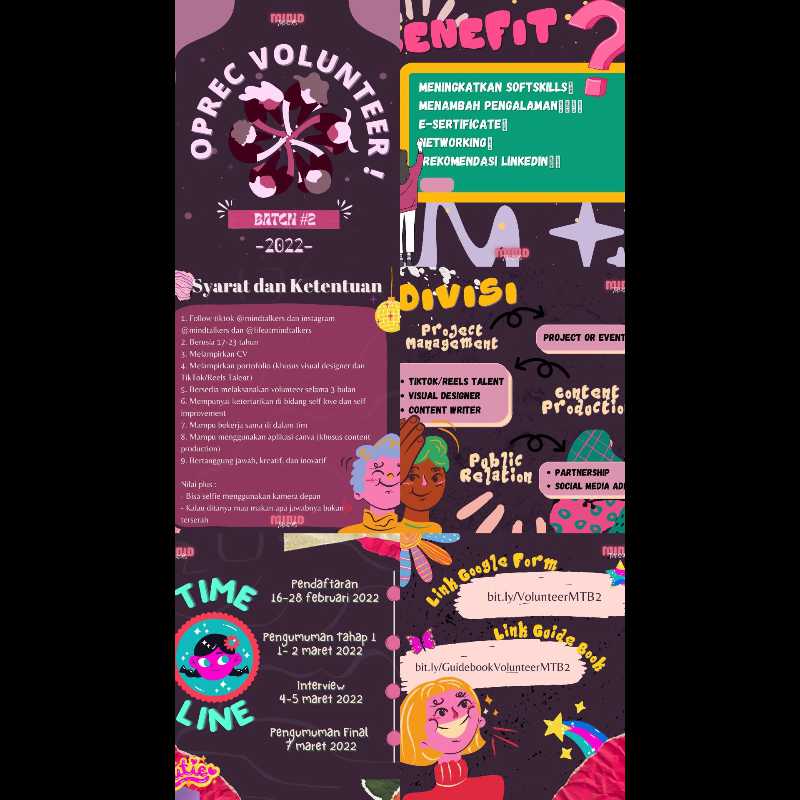 MIND
OPREC VOLUNTEER !
BATCH #2
-2022-
ENEFIT
MENINGKATKAN SOFTSKILLS
MENAMBAH PENGALAMAN
E-SERTIFICATE
NETWORKING
REKOMENDASI LINKEDIN
MIND
Syarat dan Ketentuan
1. Follow tiktok @mindtalkers dan instagram
@mindtalkers dan @lifeatmindtalkers
2. Berusia 17-23 tahun
3. Melampirkan CV
4. Melampirkan portofolio (khusus visual designer dan
TikTok/Reels Talent)
5. Bersedia melaksanakan volunteer selama 3 bulan
6. Mempunyai ketertarikan di bidang self love dan self
improvement
7. Mampu bekerja sama di dalam tim
8. Mampu menggunakan aplikasi canva (khusus content
production)
9. Bertanggung jawab, kreatif, dan inovatif
Nilai plus :
- Bisa selfie menggunakan kamera depan
- Kalau ditanya mau makan apa jawabnya bukan
terserah
MIND
DIVISI
Project
Management
PROJECT OR EVENT
TIKTOK/REELS TALENT
VISUAL DESIGNER
CONTENT WRITER
Content
Productio
Public
Relation
PARTNERSHIP
SOCIAL MEDIA AD
TIME
LINE
Pendaftaran
16-28 februari 2022
Pengumuman tahap 1
1- 2 maret 2022
Interview
4-5 maret 2022
Pengumuman Final
7 maret 2022
Link Google Form
bit.ly/VolunteerMTB2
Link Guide Book
bit.ly/GuidebookVolunteerMTB2